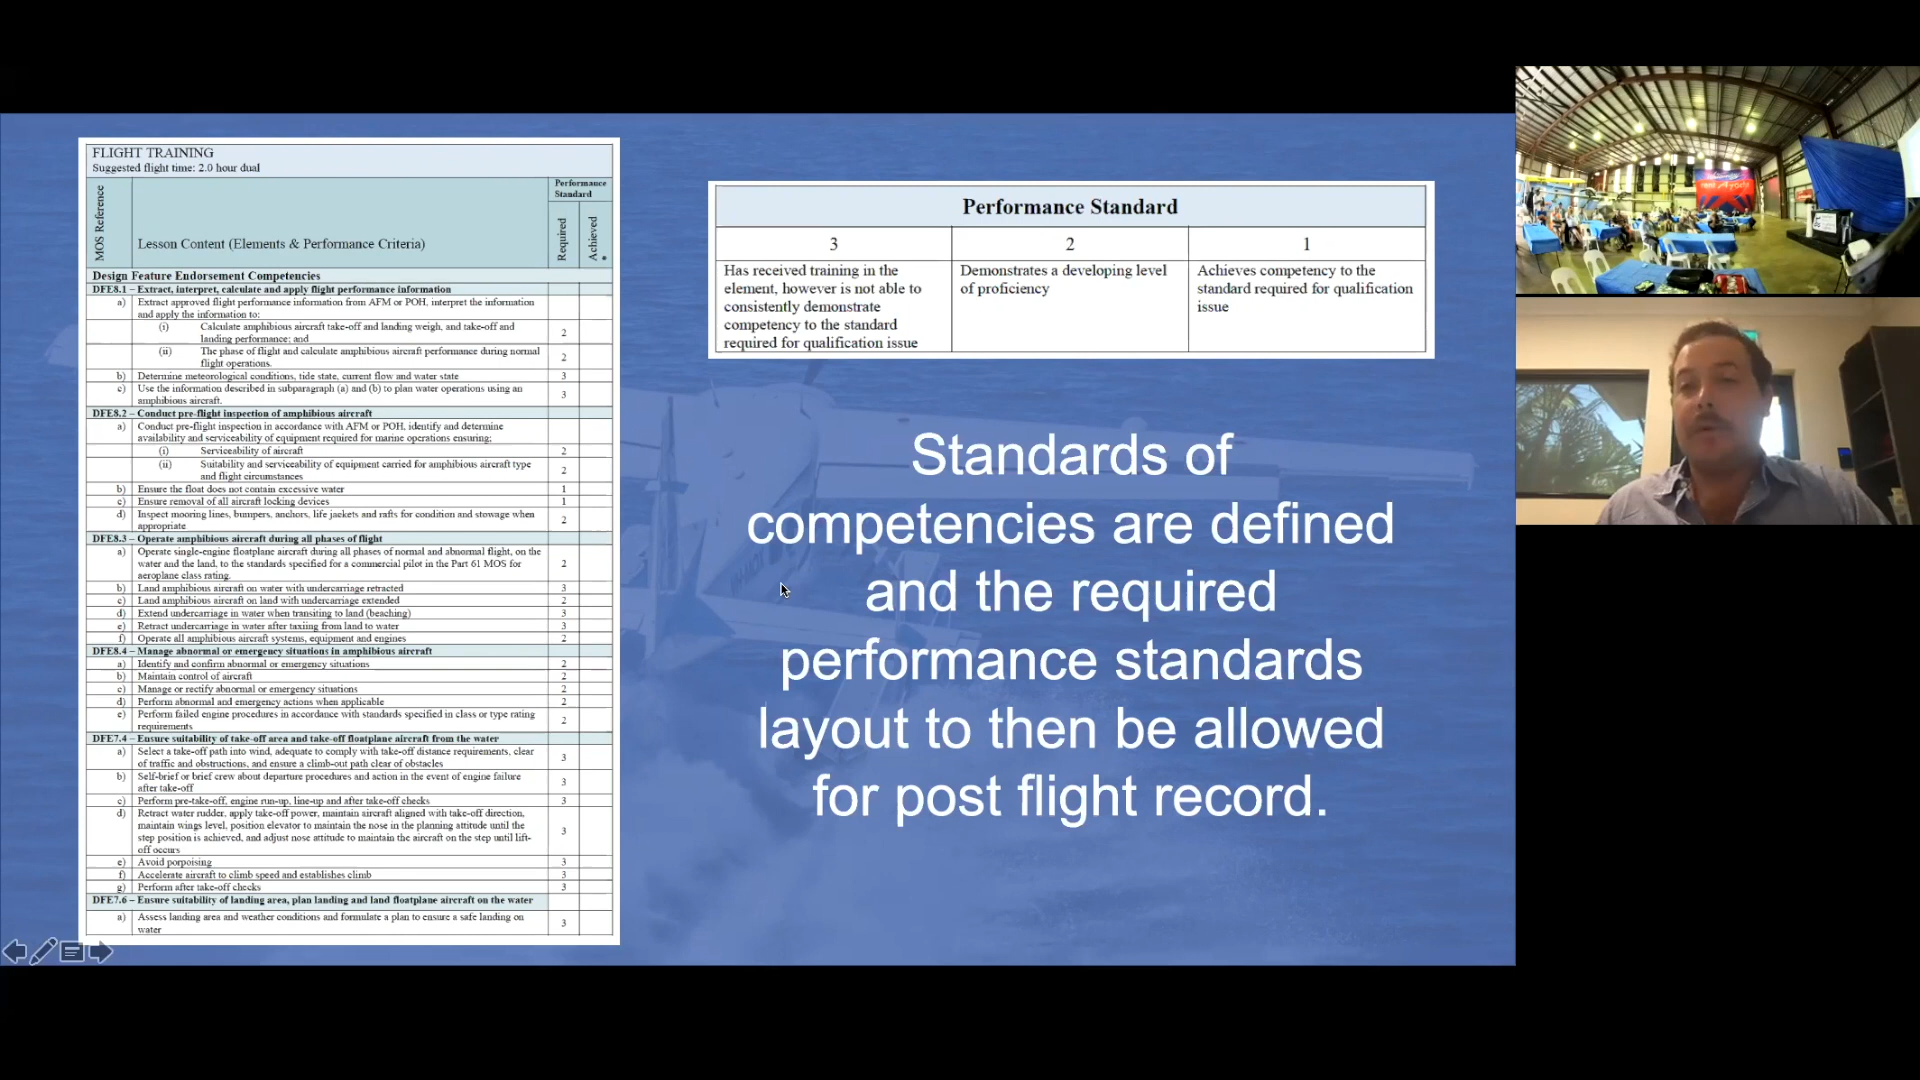 FLIGHT TRAINING
Suggested flight time: 2.0 hour dual
MOS Reference
Lesson Content (Elements & Performance Criteria)
Performance
Standard
Required
Achieved
Design Feature Endorsement Competencies
DFE8.1 – Extract, interpret, calculate and apply flight performance information
a) Extract approved flight performance information from AFM or POH, interpret the information
and apply the information to:
(i) Calculate amphibious aircraft take-off and landing weigh, and take-off and
landing performance; and 2
(ii) The phase of flight and calculate amphibious aircraft performance during normal
flight operations. 2
b) Determine meteorological conditions, tide state, current flow and water state 3
c) Use the information described in subparagraph (a) and (b) to plan water operations using an
amphibious aircraft. 3
DFE8.2 – Conduct pre-flight inspection of amphibious aircraft
a) Conduct pre-flight inspection in accordance with AFM or POH, identify and determine
availability and serviceability of equipment required for marine operations ensuring;
(i) Serviceability of aircraft 2
(ii) Suitability and serviceability of equipment carried for amphibious aircraft type
and flight circumstances 2
b) Ensure the float does not contain excessive water 1
c) Ensure removal of all aircraft locking devices 1
d) Inspect mooring lines, bumpers, anchors, life jackets and rafts for condition and stowage when
appropriate 2
DFE8.3 – Operate amphibious aircraft during all phases of flight
a) Operate single-engine floatplane aircraft during all phases of normal and abnormal flight, on the
water and the land, to the standards specified for a commercial pilot in the Part 61 MOS for
aeroplane class rating. 2
b) Land amphibious aircraft on water with undercarriage retracted 3
c) Land amphibious aircraft on land with undercarriage extended 2
d) Extend undercarriage in water when transiting to land (beaching) 3
e) Retract undercarriage in water after taxiing from land to water 3
f) Operate all amphibious aircraft systems, equipment and engines 2
DFE8.4 – Manage abnormal or emergency situations in amphibious aircraft
a) Identify and confirm abnormal or emergency situations 2
b) Maintain control of aircraft 2
c) Manage or rectify abnormal or emergency situations 2
d) Perform abnormal and emergency actions when applicable 2
e) Perform failed engine procedures in accordance with standards specified in class or type rating
requirements 2
DFE7.4 – Ensure suitability of take-off area and take-off floatplane aircraft from the water
a) Select a take-off path into wind, adequate to comply with take-off distance requirements, clear
of traffic and obstructions, and ensure a climb-out path clear of obstacles 3
b) Self-brief or brief crew about departure procedures and action in the event of engine failure
after take-off 3
c) Perform pre-take-off, engine run-up, line-up and after take-off checks 3
d) Retract water rudder, apply take-off power, maintain aircraft aligned with take-off direction,
maintain wings level, position elevator to maintain the nose in the planning attitude until the
step position is achieved, and adjust nose attitude to maintain the aircraft on the step until lift-
off occurs 3
e) Avoid porpoising 3
f) Accelerate aircraft to climb speed and establishes climb 3
g) Perform after take-off checks 3
DFE7.6 – Ensure suitability of landing area, plan landing and land floatplane aircraft on the water
a) Assess landing area and weather conditions and formulate a plan to ensure a safe landing on
water 3
Performance Standard
3 2 1
Has received training in the
element, however is not able to
consistently demonstrate
competency to the standard
required for qualification issue
Demonstrates a developing level
of proficiency
Achieves competency to the
standard required for qualification
issue
Standards of
competencies are defined
and the required
performance standards
layout to then be allowed
for post flight record.